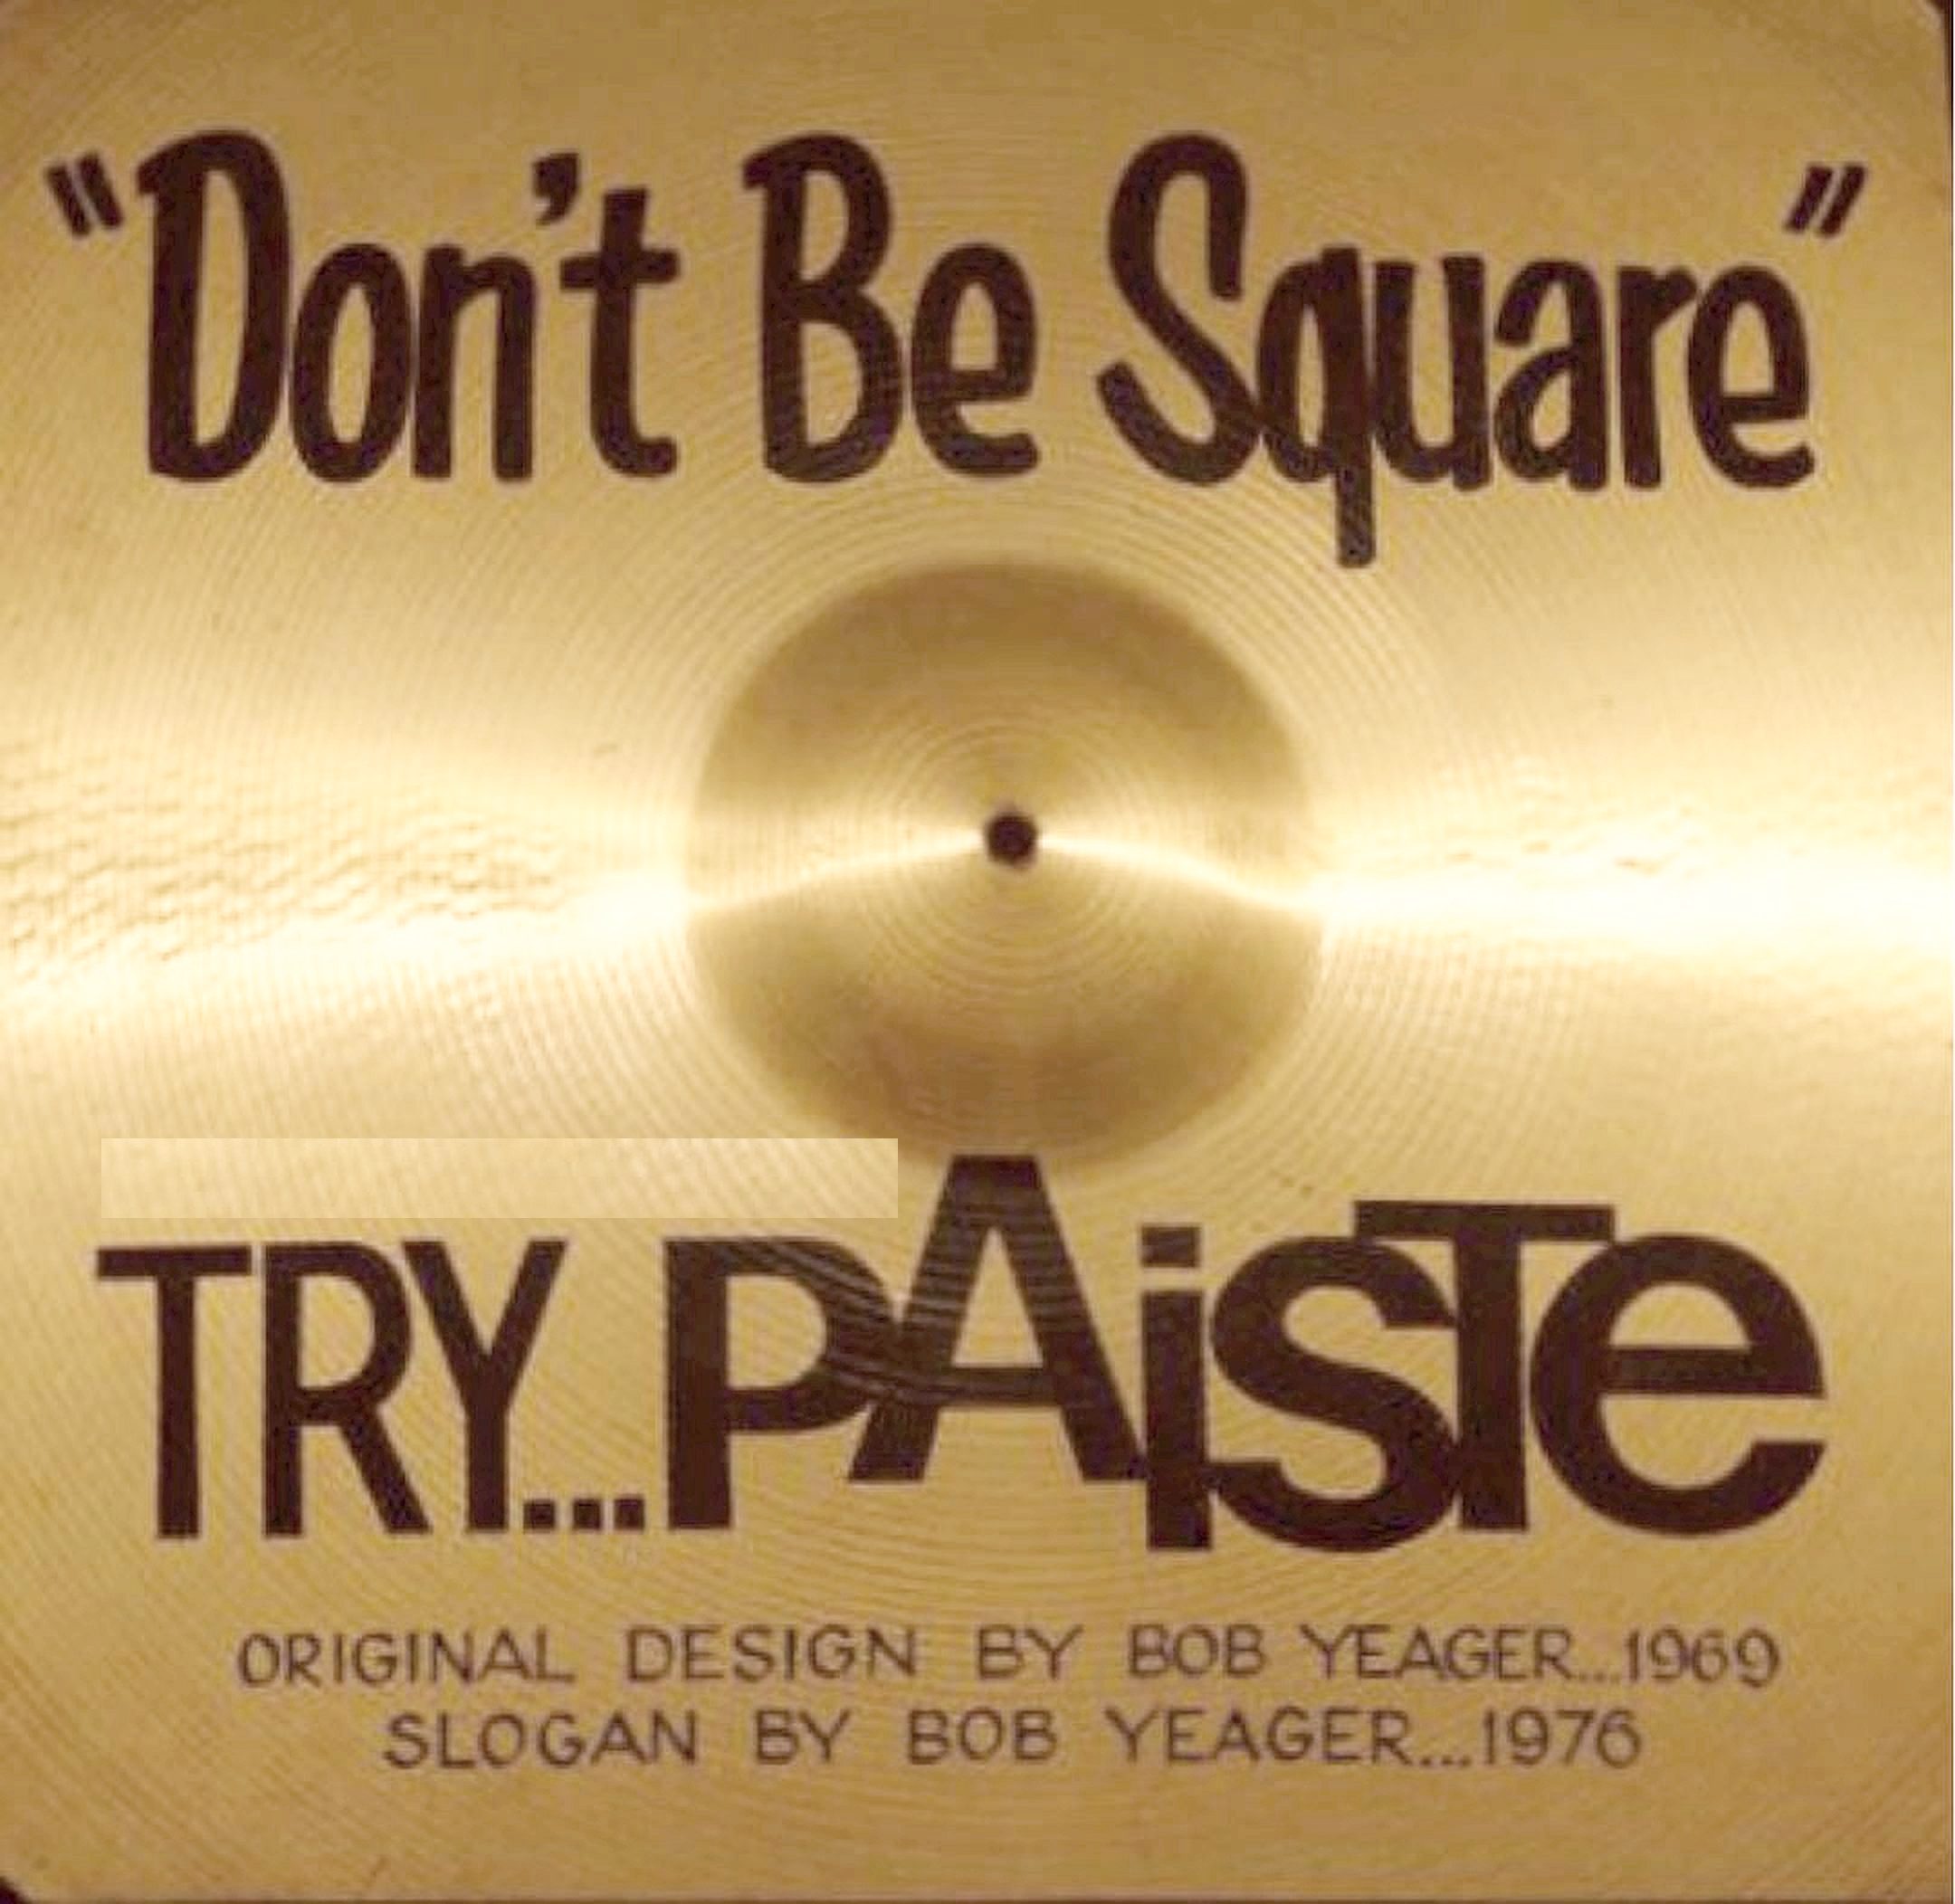 “Don't Be Square”
TRY...PAiSTe
ORIGINAL DESIGN BY BOB YEAGER...1969
SLOGAN BY BOB YEAGER...1976